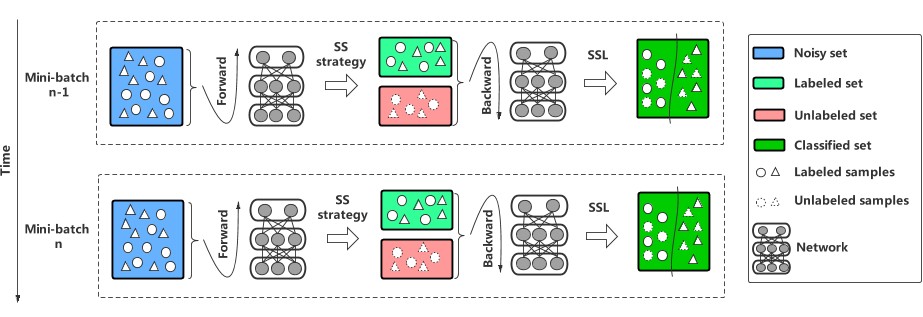 Time
Mini-batch
n-1
Forward
SS
strategy
Backward
SSL
Mini-batch
n
Forward
SS
strategy
Backward
SSL
Noisy set
Labeled set
Unlabeled set
Classified set
Labeled samples
Unlabeled samples
Network